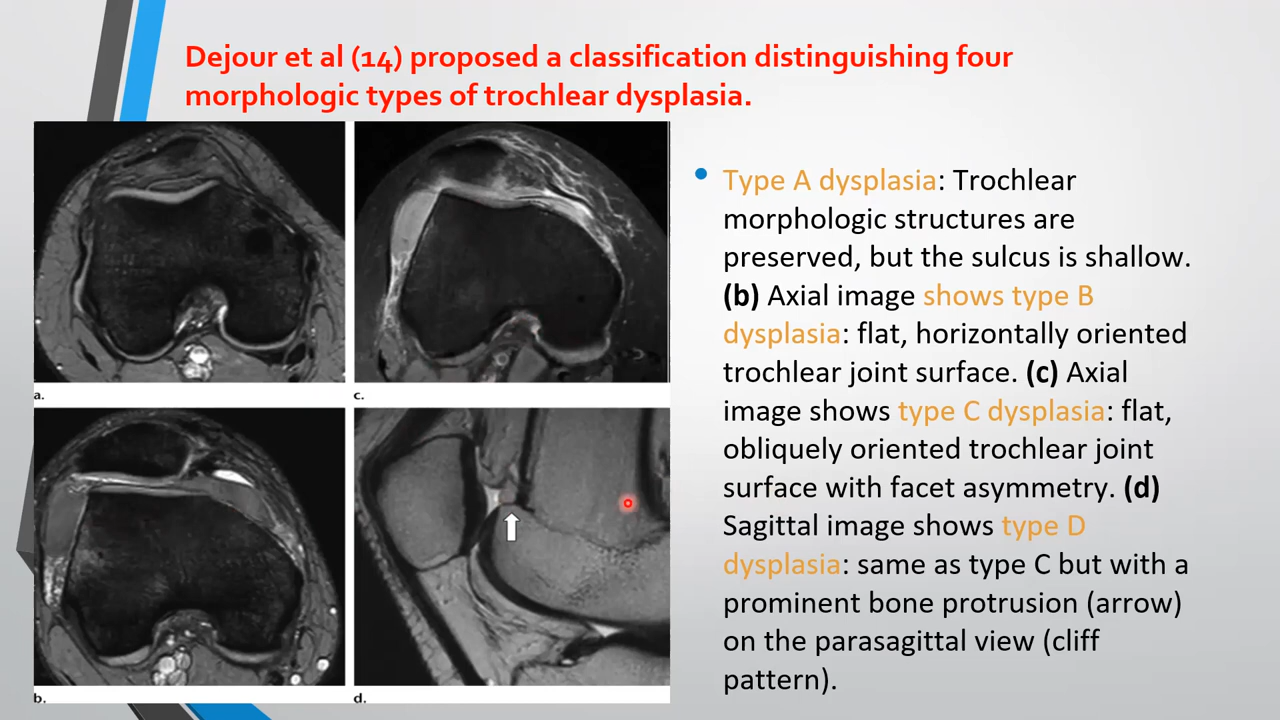 Dejour et al (14) proposed a classification distinguishing four
morphologic types of trochlear dysplasia.
a.
c.
b.
d.
• Type A dysplasia: Trochlear
morphologic structures are
preserved, but the sulcus is shallow.
(b) Axial image shows type B
dysplasia: flat, horizontally oriented
trochlear joint surface. (c) Axial
image shows type C dysplasia: flat,
obliquely oriented trochlear joint
surface with facet asymmetry. (d)
Sagittal image shows type D
dysplasia: same as type C but with a
prominent bone protrusion (arrow)
on the parasagittal view (cliff
pattern).